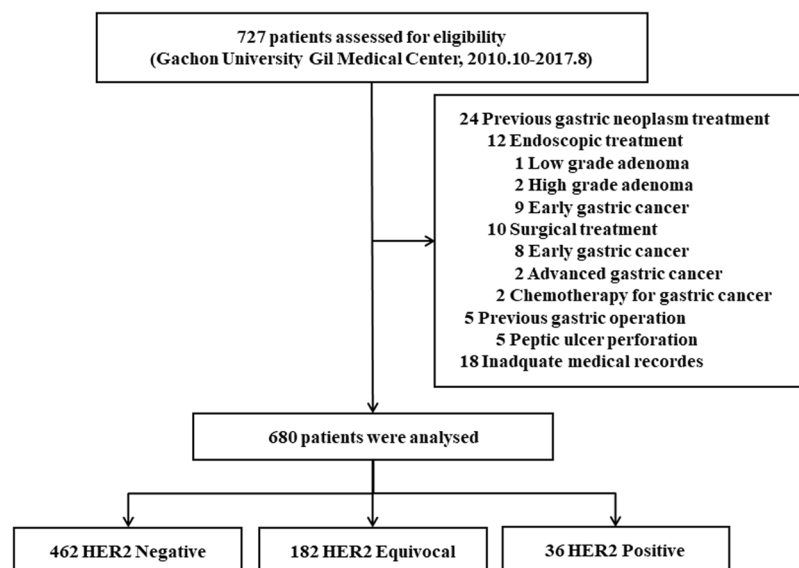 727 patients assessed for eligibility
(Gachon University Gil Medical Center, 2010.10-2017.8)
24 Previous gastric neoplasm treatment
12 Endoscopic treatment
1 Low grade adenoma
2 High grade adenoma
9 Early gastric cancer
10 Surgical treatment
8 Early gastric cancer
2 Advanced gastric cancer
2 Chemotherapy for gastric cancer
5 Previous gastric operation
5 Peptic ulcer perforation
18 Inadquate medical recordes
680 patients were analysed
462 HER2 Negative
182 HER2 Equivocal
36 HER2 Positive